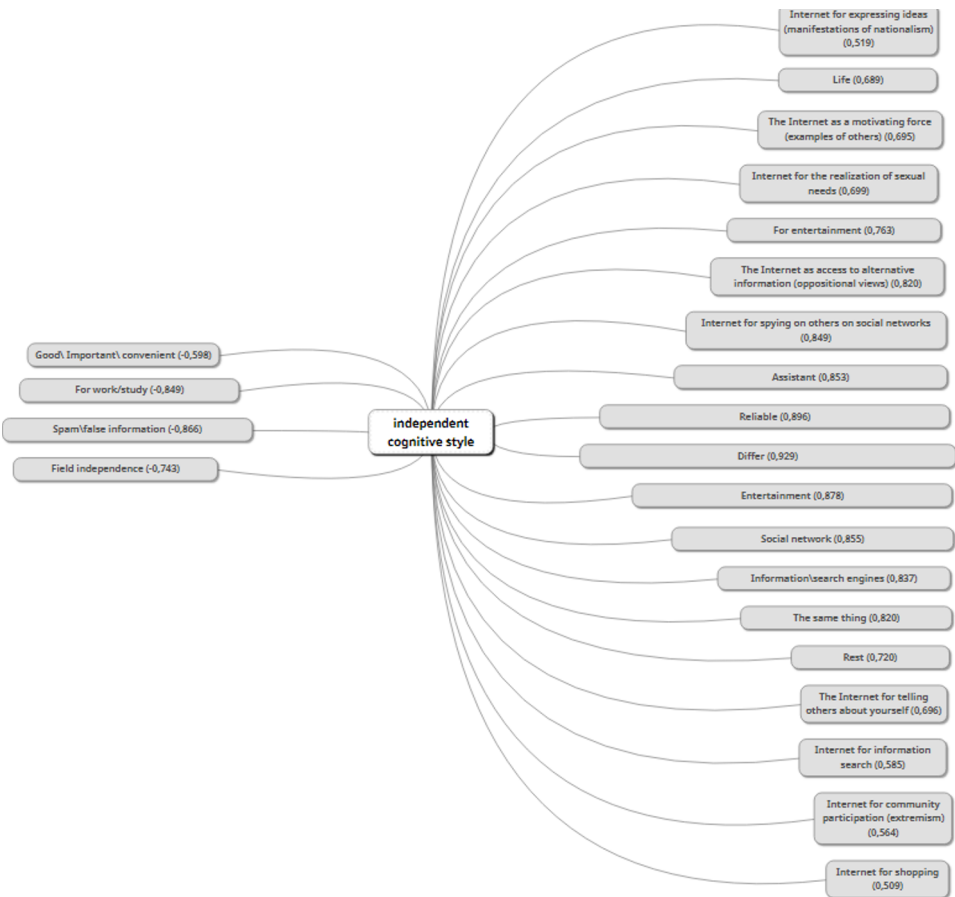 Internet for expressing ideas
(manifestations of nationalism)
(0,519)
Life (0,689)
The Internet as a motivating force
(examples of others) (0,695)
Internet for the realization of sexual
needs (0,699)
For entertainment (0,763)
The Internet as access to alternative
information (oppositional views) (0,820)
Internet for spying on others on social networks
(0,849)
Good\ Important\ convenient (-0,598)
For work/study (-0,849)
Spam\false information (-0,866)
Field independence (-0,743)
independent
cognitive style
Assistant (0,853)
Reliable (0,896)
Differ (0,929)
Entertainment (0,878)
Social network (0,855)
Information\search engines (0,837)
The same thing (0,820)
Rest (0,720)
The Internet for telling
others about yourself (0,696)
Internet for information
search (0,585)
Internet for community
participation (extremism)
(0,564)
Internet for shopping
(0,509)